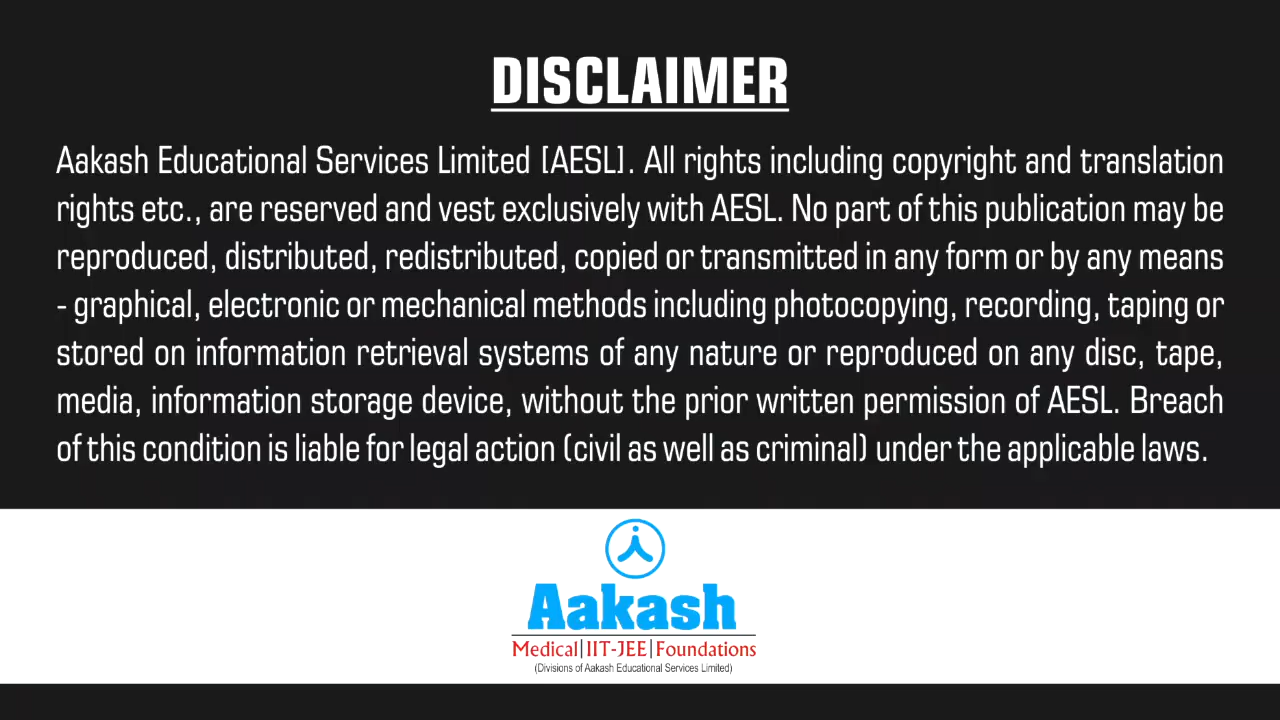 DISCLAIMER
Aakash Educational Services Limited [AESL]. All rights including copyright and translation
rights etc., are reserved and vest exclusively with AESL. No part of this publication may be
reproduced, distributed, redistributed, copied or transmitted in any form or by any means
- graphical, electronic or mechanical methods including photocopying, recording, taping or
stored on information retrieval systems of any nature or reproduced on any disc, tape,
media, information storage device, without the prior written permission of AESL. Breach
of this condition is liable for legal action (civil as well as criminal) under the applicable laws.
Aakash
Medical|IIT-JEE|Foundations
(Divisions of Aakash Educational Services Limited)